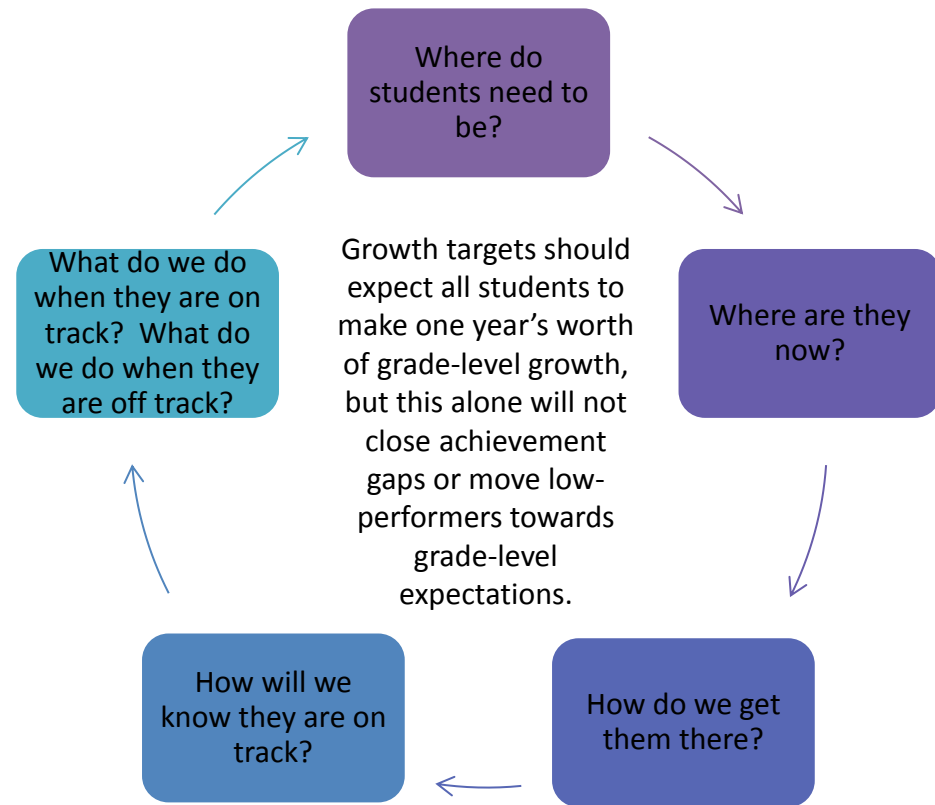 Where do
students need to
be?
Where are they
now?
How do we get
them there?
How will we
know they are on
track?
What do we do
when they are on
track?  What do
we do when they
are off track?
Growth targets should
expect all students to
make one year’s worth
of grade-level growth,
but this alone will not
close achievement
gaps or move low-
performers towards
grade-level
expectations.